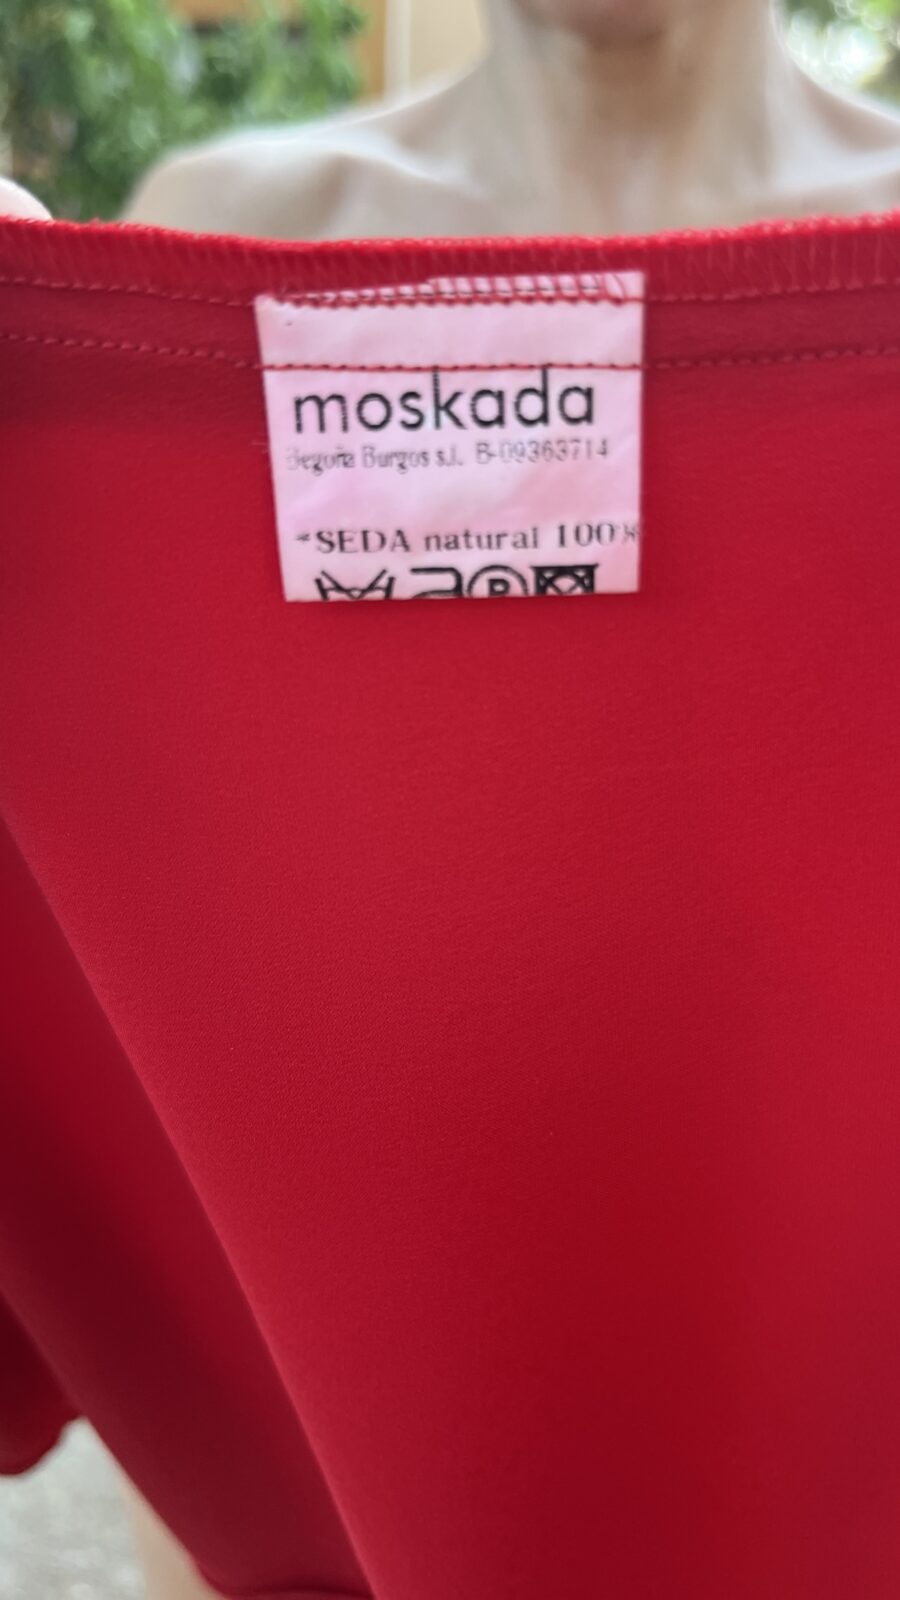 moskada
Begoña Burgos s.l. B-09363714
*SEDA natural 100%
P